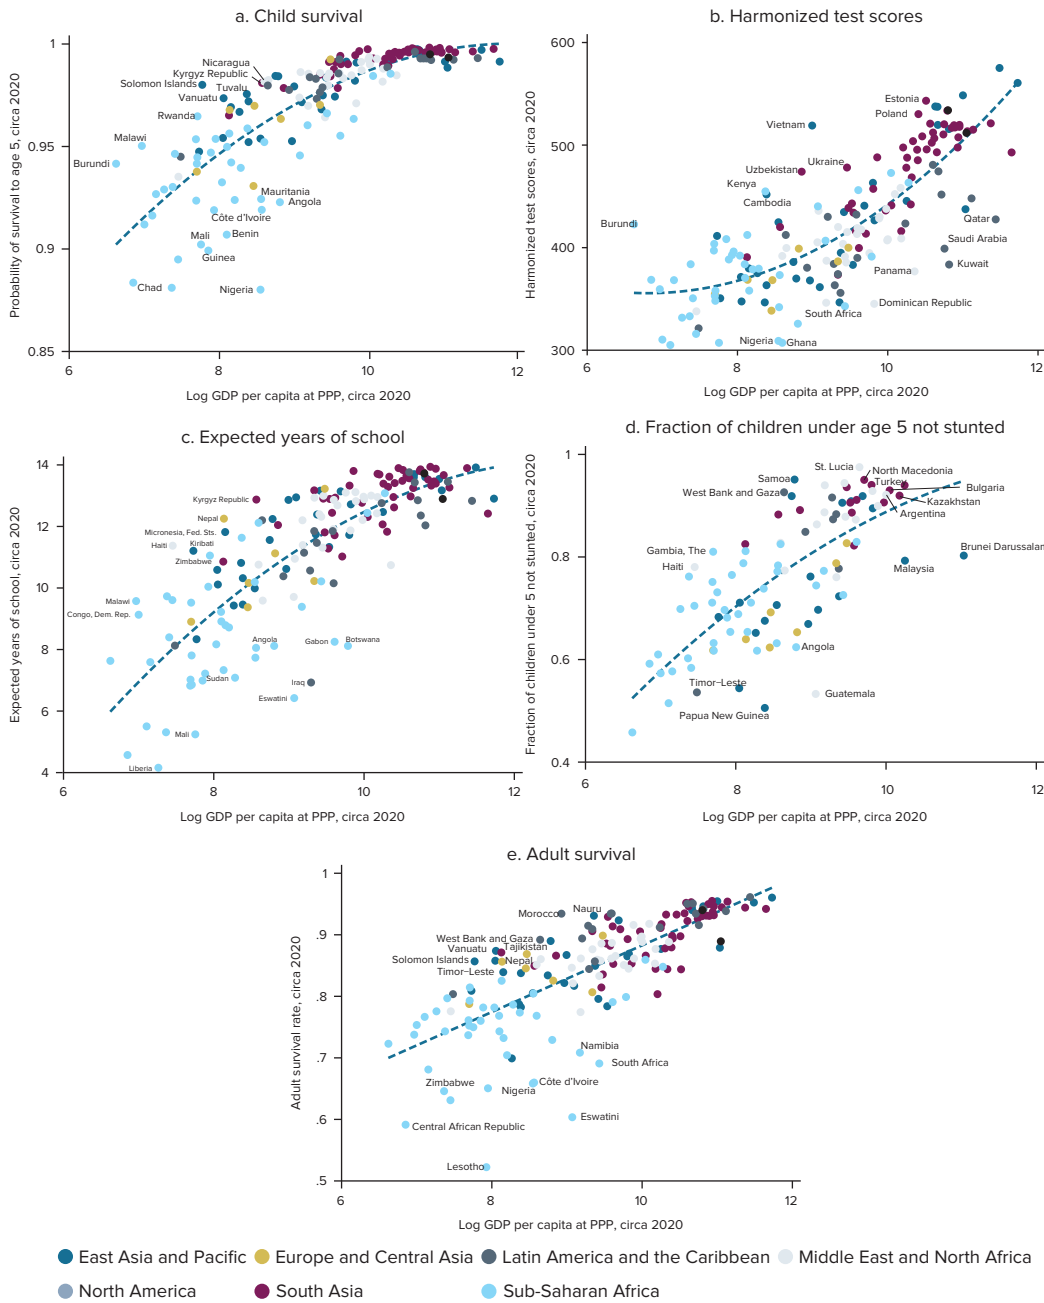 a. Child survival
Probability of survival to age 5, circa 2020
1
0.95
0.9
0.85
6
8
10
12
Nicaragua
Kyrgyz Republic
Solomon Islands
Tuvalu
Vanuatu
Rwanda
Malawi
Burundi
Mauritania
Angola
Côte d'Ivoire
Mali
Benin
Guinea
Chad
Nigeria
Log GDP per capita at PPP, circa 2020
b. Harmonized test scores
Harmonized test scores, circa 2020
600
500
400
300
6
8
10
12
Estonia
Poland
Vietnam
Ukraine
Uzbekistan
Kenya
Cambodia
Burundi
Qatar
Saudi Arabia
Kuwait
Panama
Dominican Republic
South Africa
Nigeria
Ghana
Log GDP per capita at PPP, circa 2020
c. Expected years of school
Expected years of school, circa 2020
14
12
10
8
6
4
6
8
10
12
Kyrgyz Republic
Nepal
Micronesia, Fed. Sts.
Haiti
Kiribati
Zimbabwe
Malawi
Congo, Dem. Rep.
Angola
Gabon
Botswana
Sudan
Iraq
Eswatini
Mali
Liberia
Log GDP per capita at PPP, circa 2020
d. Fraction of children under age 5 not stunted
Fraction of children under 5 not stunted, circa 2020
1
0.8
0.6
0.4
6
8
10
12
St. Lucia
North Macedonia
Samoa
Turkey
Bulgaria
West Bank and Gaza
Kazakhstan
Argentina
Gambia, The
Haiti
Brunei Darussalam
Malaysia
Angola
Timor-Leste
Guatemala
Papua New Guinea
Log GDP per capita at PPP, circa 2020
e. Adult survival
Adult survival rate, circa 2020
1
.9
.8
.7
.6
.5
6
8
10
12
Morocco
Nauru
West Bank and Gaza
Vanuatu
Tajikistan
Solomon Islands
Nepal
Timor-Leste
Namibia
South Africa
Zimbabwe
Nigeria
Côte d'Ivoire
Eswatini
Central African Republic
Lesotho
Log GDP per capita at PPP, circa 2020
East Asia and Pacific
Europe and Central Asia
Latin America and the Caribbean
Middle East and North Africa
North America
South Asia
Sub-Saharan Africa